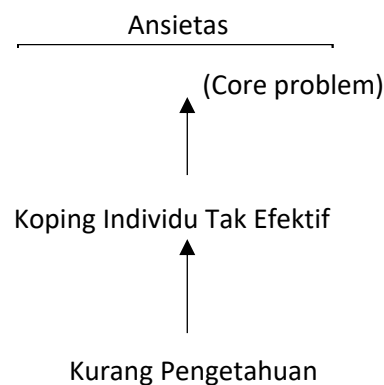 Ansietas
(Core problem)
Koping Individu Tak Efektif
Kurang Pengetahuan